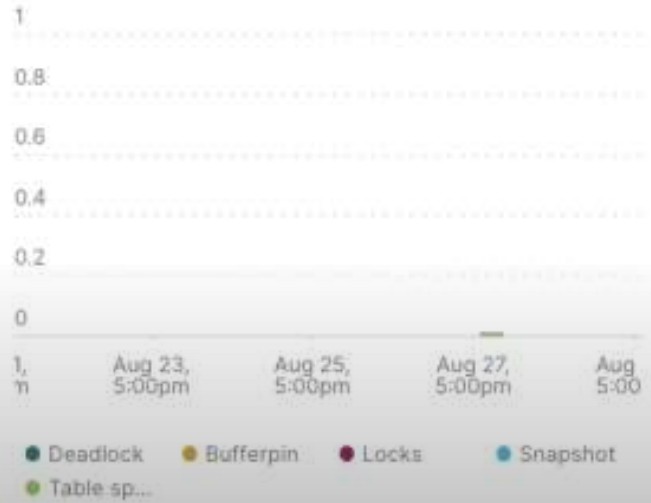 1
0.8
0.6
0.4
0.2
0
1, Aug 23, Aug 25, Aug 27, Aug
m 5:00pm 5:00pm 5:00pm 5:00
Deadlock Bufferpin Locks Snapshot
Table sp...